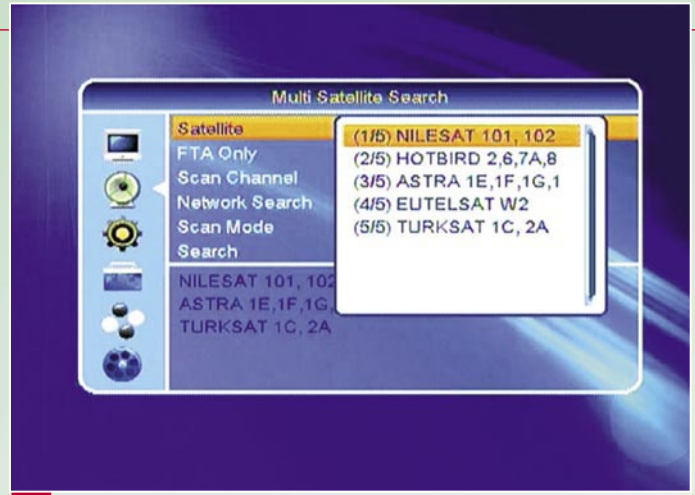 Multi Satellite Search
Satellite
FTA Only
Scan Channel
Network Search
Scan Mode
Search
(1/5) NILESAT 101, 102
(2/5) HOTBIRD 2,6,7A,8
(3/5) ASTRA 1E,1F,1G,1
(4/5) EUTELSAT W2
(5/5) TURKSAT 1C, 2A
NILESAT 101, 102
ASTRA 1E,1F,1G,
TURKSAT 1C, 2A